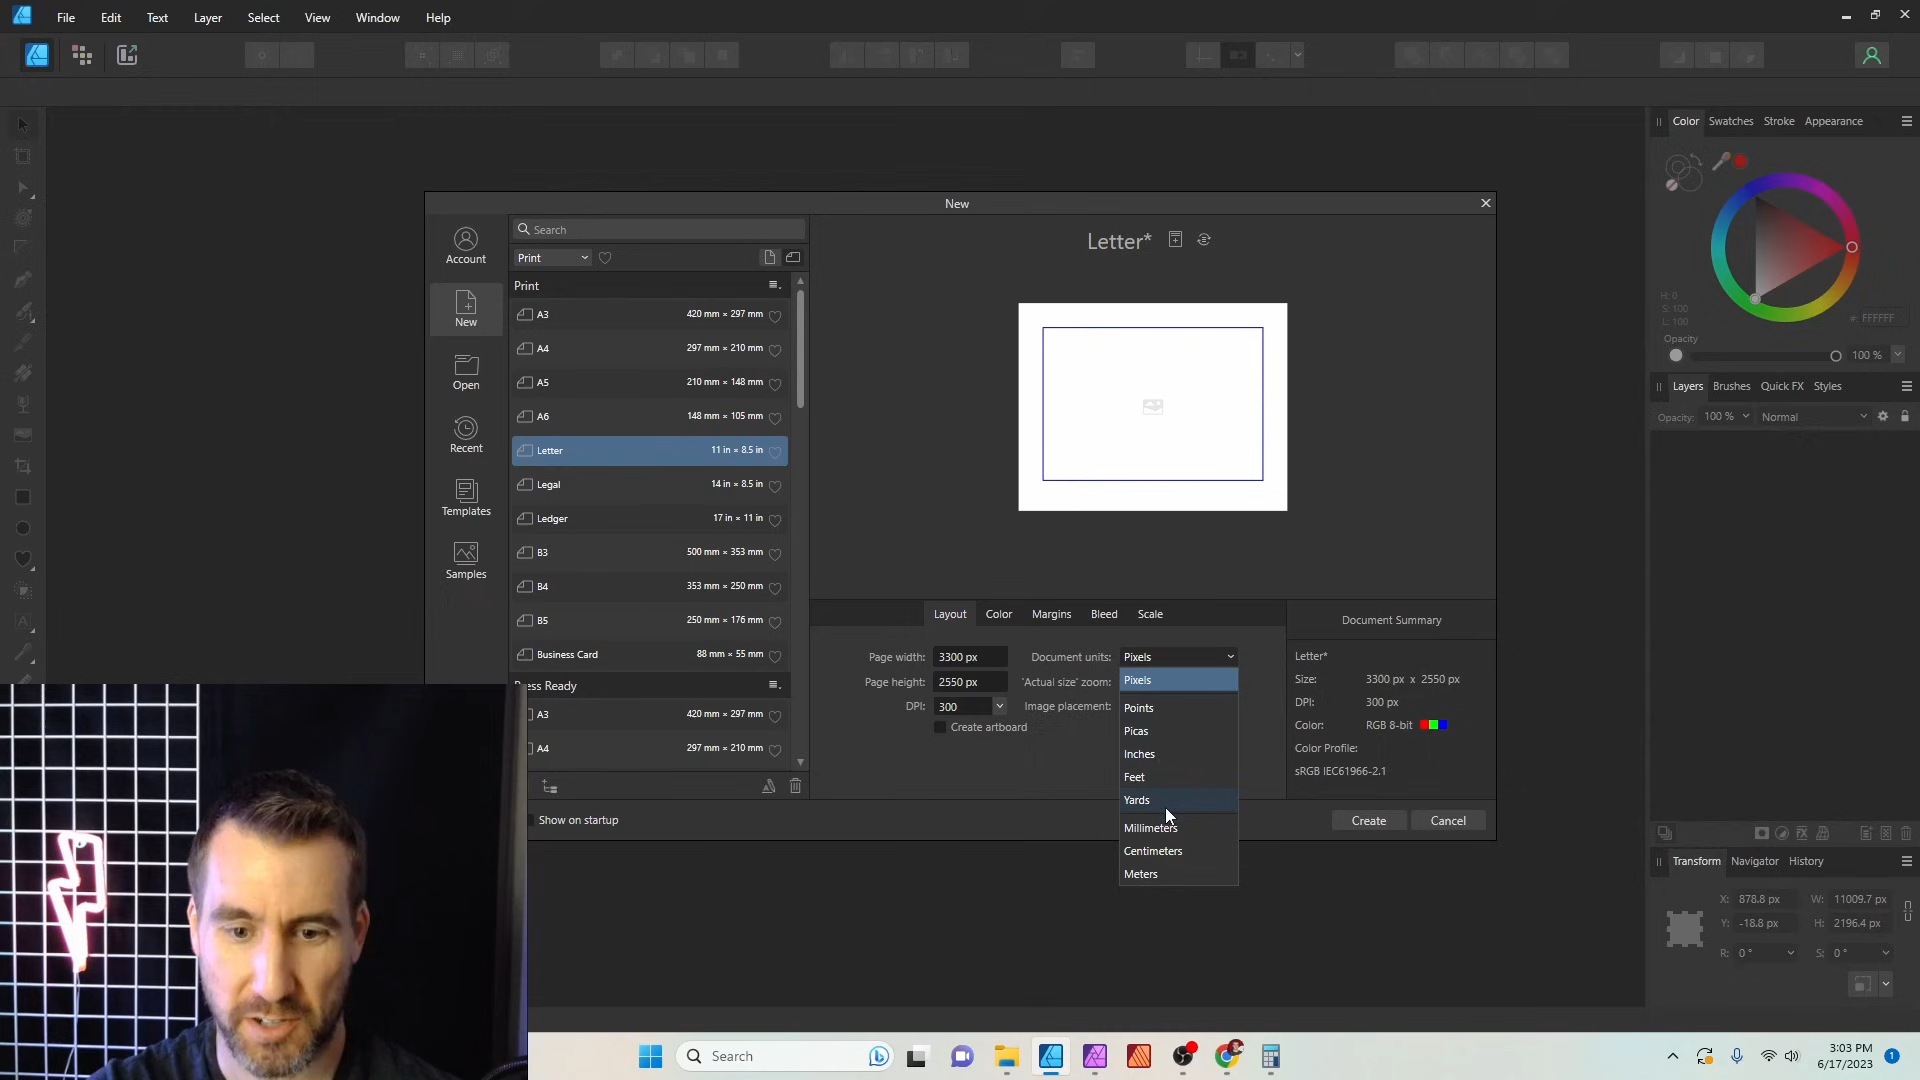 File Edit Text Layer Select View Window Help
Color Swatches Stroke Appearance
H: 0
S: 100
L: 100
#: FFFFFF
Opacity
100 %
Layers Brushes Quick FX Styles
Opacity: 100 % Normal
Transform Navigator History
X: 878.8 px W: 11009.7 px
Y: -18.8 px H: 2196.4 px
R: 0 ° S: 0 °
New
Account
New
Open
Recent
Templates
Samples
Search
Print
Print
A3 420 mm × 297 mm
A4 297 mm × 210 mm
A5 210 mm × 148 mm
A6 148 mm × 105 mm
Letter 11 in × 8.5 in
Legal 14 in × 8.5 in
Ledger 17 in × 11 in
B3 500 mm × 353 mm
B4 353 mm × 250 mm
B5 250 mm × 176 mm
Business Card 88 mm × 55 mm
Press Ready
A3 420 mm × 297 mm
A4 297 mm × 210 mm
Show on startup
Letter*
Layout Color Margins Bleed Scale
Page width: 3300 px Document units: Pixels
Page height: 2550 px 'Actual size' zoom:
DPI: 300 Image placement:
Create artboard
Pixels
Points
Picas
Inches
Feet
Yards
Millimeters
Centimeters
Meters
Document Summary
Letter*
Size: 3300 px x 2550 px
DPI: 300 px
Color: RGB 8-bit
Color Profile:
sRGB IEC61966-2.1
Create Cancel
Search
3:03 PM
6/17/2023
1